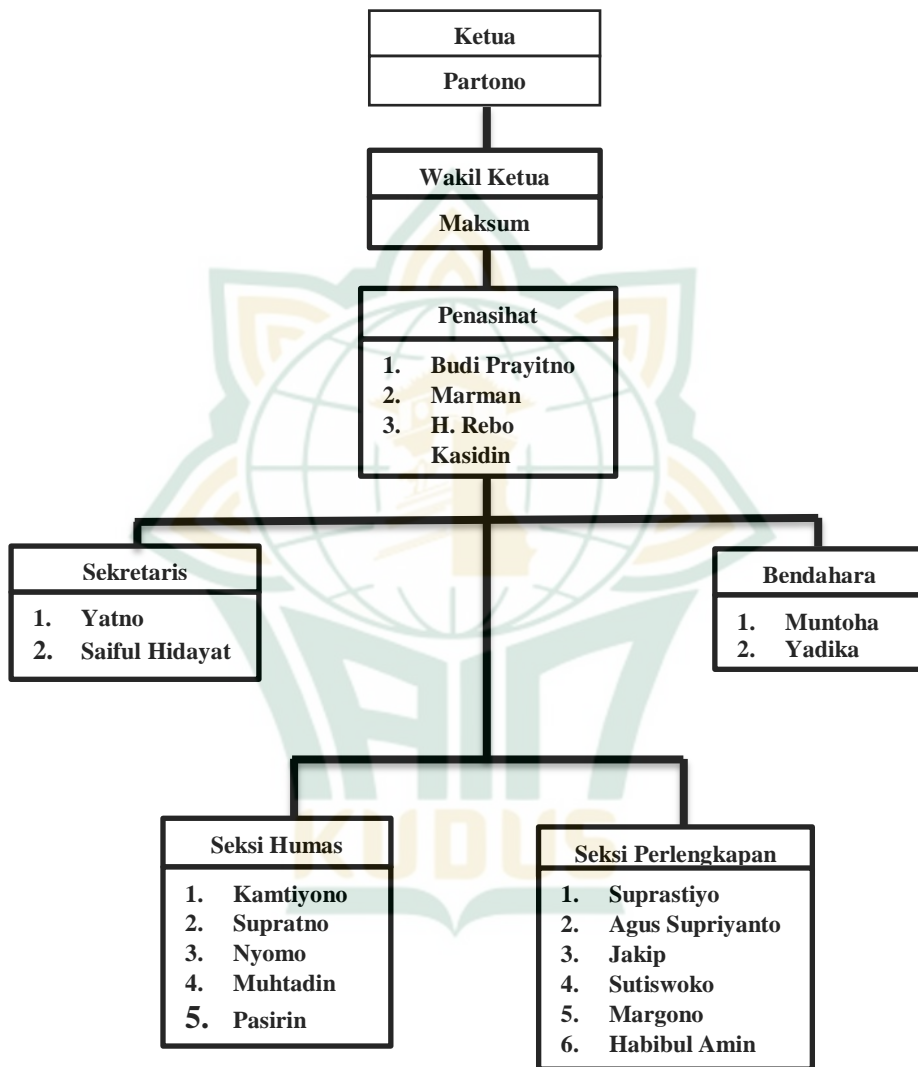 Ketua
Partono
Wakil Ketua
Maksum
Penasihat
1. Budi Prayitno
2. Marman
3. H. Rebo
Kasidin
Sekretaris
1. Yatno
2. Saiful Hidayat
Bendahara
1. Muntoha
2. Yadika
Seksi Humas
1. Kamtiyono
2. Supratno
3. Nyomo
4. Muhtadin
5. Pasirin
Seksi Perlengkapan
1. Suprastiyo
2. Agus Supriyanto
3. Jakip
4. Sutiswoko
5. Margono
6. Habibul Amin
IAIN
KUDUS